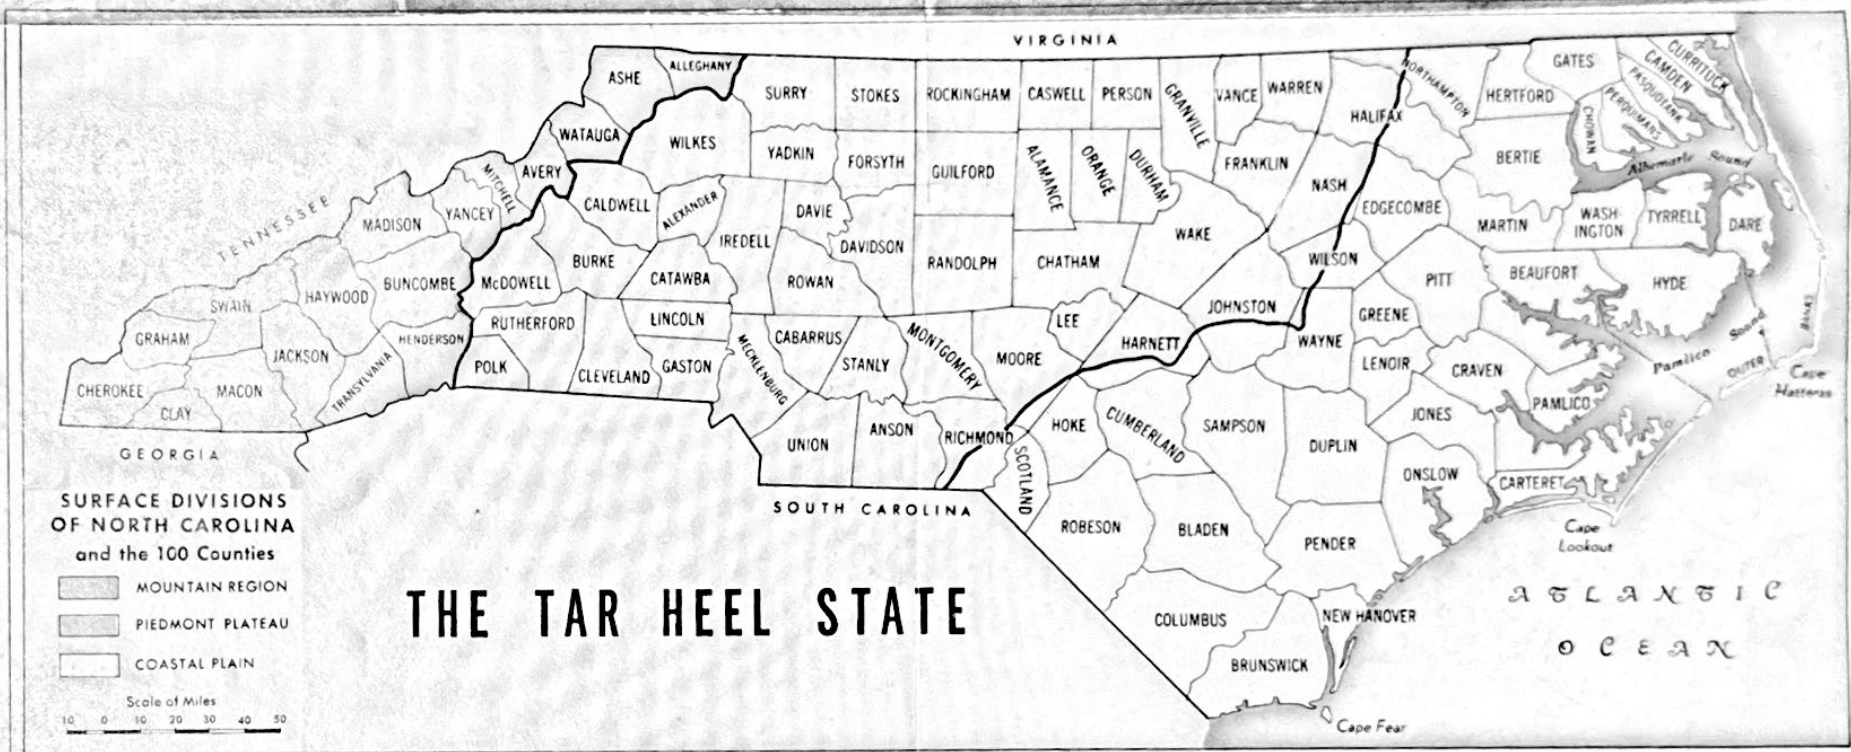 VIRGINIA
ASHE
ALLEGHANY
SURRY
STOKES
ROCKINGHAM
CASWELL
PERSON
GRANVILLE
VANCE
WARREN
HALIFAX
NORTHAMPTON
HERTFORD
GATES
CURRITUCK
CAMDEN
PASQUOTANK
PERQUIMANS
CHOWAN
WATAUGA
WILKES
YADKIN
FORSYTH
GUILFORD
ALAMANCE
ORANGE
DURHAM
FRANKLIN
NASH
BERTIE
Albemarle Sound
AVERY
MITCHELL
CALDWELL
ALEXANDER
IREDELL
DAVIE
DAVIDSON
RANDOLPH
CHATHAM
WAKE
EDGECOMBE
MARTIN
WASH-
INGTON
TYRRELL
DARE
TENNESSEE
MADISON
YANCEY
BUNCOMBE
McDOWELL
BURKE
CATAWBA
ROWAN
WILSON
PITT
BEAUFORT
HYDE
SWAIN
HAYWOOD
RUTHERFORD
LINCOLN
JOHNSTON
GREENE
GRAHAM
JACKSON
HENDERSON
POLK
CLEVELAND
GASTON
MECKLENBURG
CABARRUS
STANLY
MONTGOMERY
MOORE
LEE
HARNETT
WAYNE
LENOIR
CRAVEN
Pamlico Sound
OUTER
BANKS
Cape
Hatteras
CHEROKEE
CLAY
MACON
TRANSYLVANIA
UNION
ANSON
RICHMOND
SCOTLAND
HOKE
CUMBERLAND
SAMPSON
DUPLIN
JONES
PAMLICO
ONSLOW
CARTERET
GEORGIA
SOUTH CAROLINA
ROBESON
BLADEN
PENDER
Cape
Lookout
COLUMBUS
NEW HANOVER
BRUNSWICK
Cape Fear
ATLANTIC
OCEAN
SURFACE DIVISIONS
OF NORTH CAROLINA
and the 100 Counties
MOUNTAIN REGION
PIEDMONT PLATEAU
COASTAL PLAIN
Scale of Miles
10 0 10 20 30 40 50
THE TAR HEEL STATE